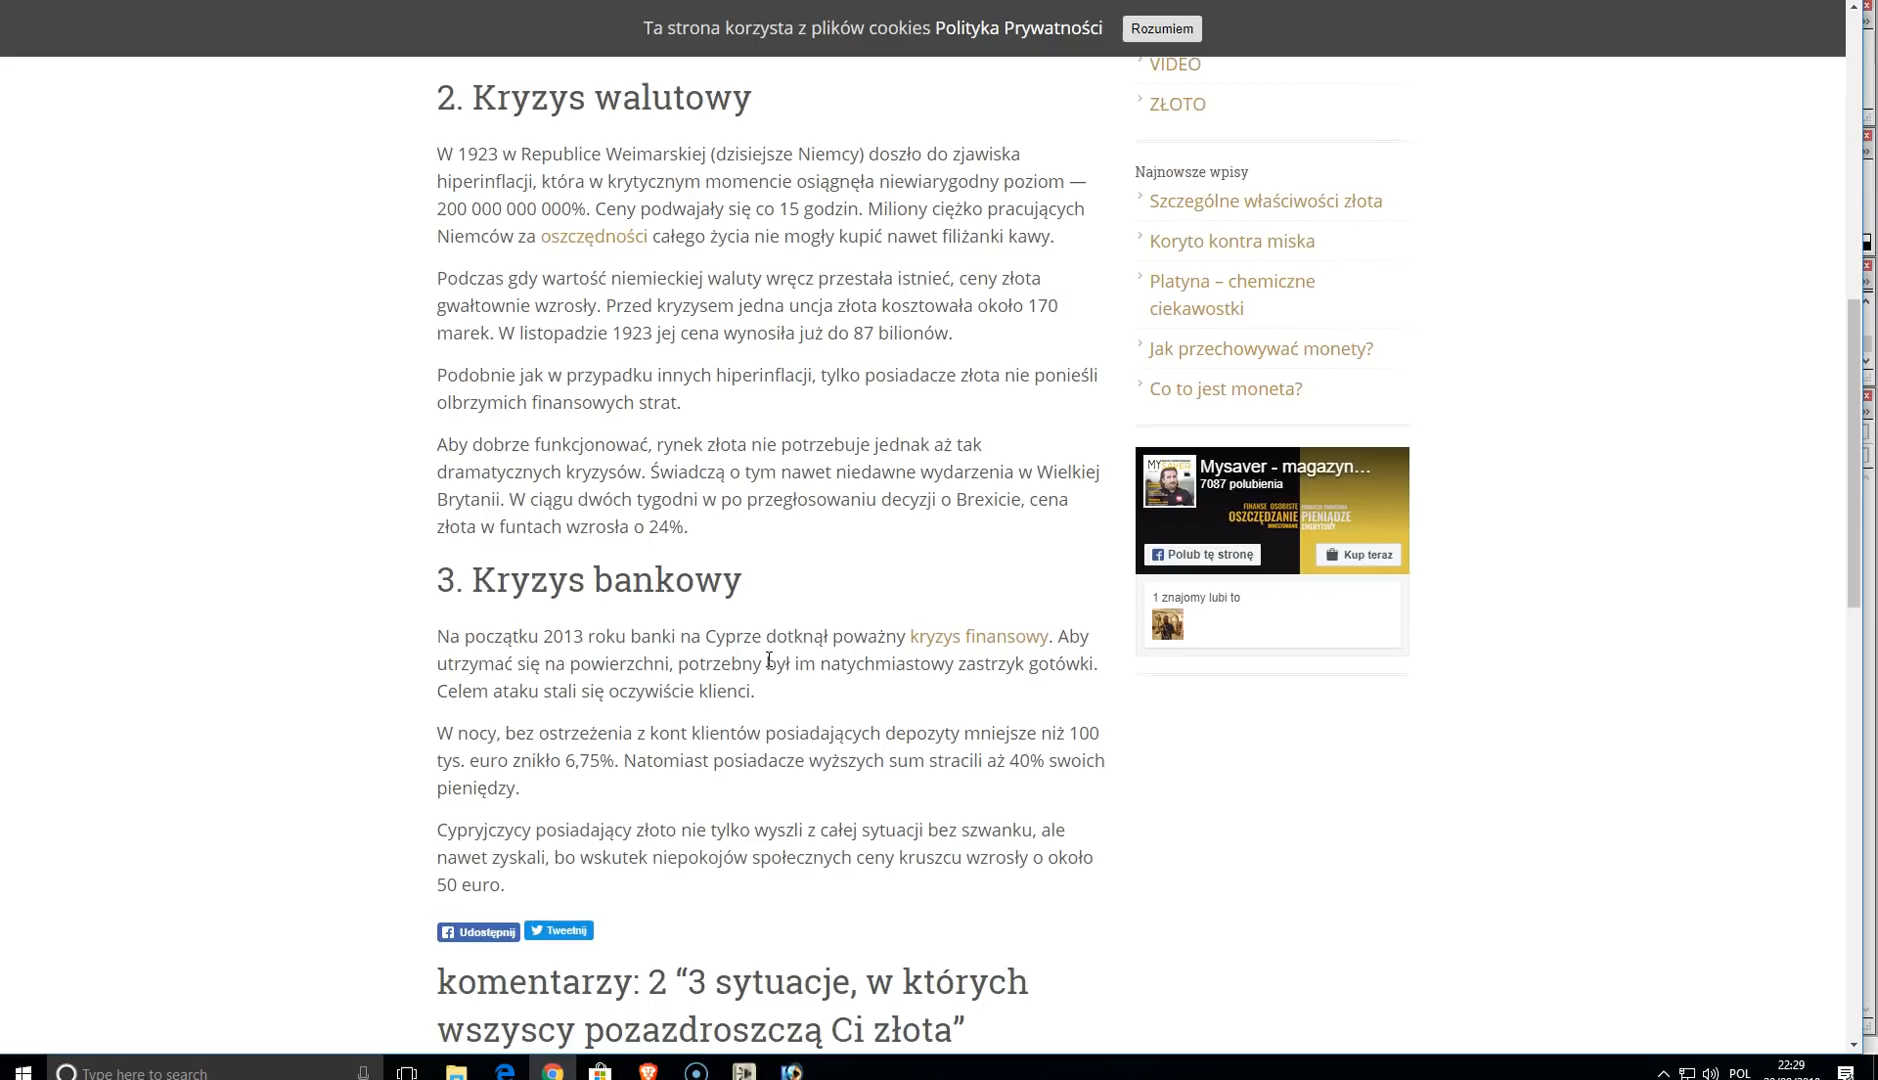 Ta strona korzysta z plików cookies Polityka Prywatności Rozumiem
2. Kryzys walutowy
W 1923 w Republice Weimarskiej (dzisiejsze Niemcy) doszło do zjawiska
hiperinflacji, która w krytycznym momencie osiągnęła niewiarygodny poziom —
200 000 000 000%. Ceny podwajały się co 15 godzin. Miliony ciężko pracujących
Niemców za oszczędności całego życia nie mogły kupić nawet filiżanki kawy.
Podczas gdy wartość niemieckiej waluty wręcz przestała istnieć, ceny złota
gwałtownie wzrosły. Przed kryzysem jedna uncja złota kosztowała około 170
marek. W listopadzie 1923 jej cena wynosiła już do 87 bilionów.
Podobnie jak w przypadku innych hiperinflacji, tylko posiadacze złota nie ponieśli
olbrzymich finansowych strat.
Aby dobrze funkcjonować, rynek złota nie potrzebuje jednak aż tak
dramatycznych kryzysów. Świadczą o tym nawet niedawne wydarzenia w Wielkiej
Brytanii. W ciągu dwóch tygodni w po przegłosowaniu decyzji o Brexicie, cena
złota w funtach wzrosła o 24%.
3. Kryzys bankowy
Na początku 2013 roku banki na Cyprze dotknął poważny kryzys finansowy. Aby
utrzymać się na powierzchni, potrzebny był im natychmiastowy zastrzyk gotówki.
Celem ataku stali się oczywiście klienci.
W nocy, bez ostrzeżenia z kont klientów posiadających depozyty mniejsze niż 100
tys. euro znikło 6,75%. Natomiast posiadacze wyższych sum stracili aż 40% swoich
pieniędzy.
Cypryjczycy posiadający złoto nie tylko wyszli z całej sytuacji bez szwanku, ale
nawet zyskali, bo wskutek niepokojów społecznych ceny kruszcu wzrosły o około
50 euro.
Udostępnij Tweetnij
komentarzy: 2 “3 sytuacje, w których
wszyscy pozazdroszczą Ci złota”
VIDEO
ZŁOTO
Najnowsze wpisy
Szczególne właściwości złota
Koryto kontra miska
Platyna – chemiczne
ciekawostki
Jak przechowywać monety?
Co to jest moneta?
Mysaver - magazyn…
7087 polubienia
FINANSE OSOBISTE
OSZCZĘDZANIE PIENIĄDZE
INWESTOWANIE EMERYTURY
Polub tę stronę Kup teraz
1 znajomy lubi to
Type here to search
POL
22:29